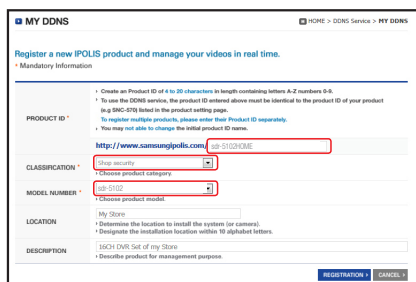 MY DDNS
HOME > DDNS Service > MY DDNS
Register a new IPOLIS product and manage your videos in real time.
* Mandatory Information
PRODUCT ID *
Create an Product ID of 4 to 20 characters in length containing letters A-Z numbers 0-9.
To use the DDNS service, the product ID entered above must be identical to the product ID of your product
(e.g SNC-570) listed in the product setting page.
To register multiple products, please enter their Product ID separately.
You may not able to change the initial product ID name.
http://www.samsungipolis.com/ sdr-5102HOME
CLASSIFICATION *
Shop security
Choose product category.
MODEL NUMBER *
sdr-5102
Choose product model.
LOCATION
My Store
Determine the location to install the system (or camera).
Designate the installation location within 10 alphabet letters.
DESCRIPTION
16CH DVR Set of my Store
Describe product for management purpose
REGISTRATION >
CANCEL >